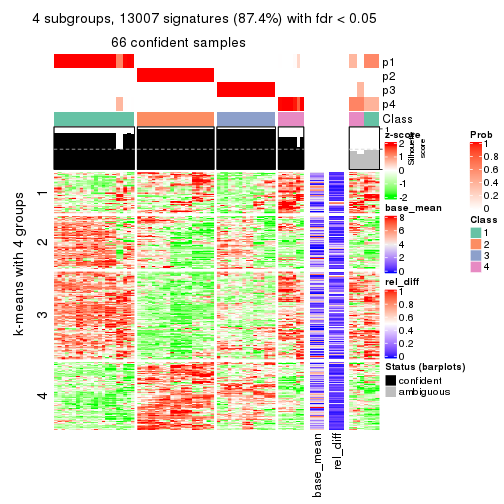 4 subgroups, 13007 signatures (87.4%) with fdr < 0.05
66 confident samples
p1
p2
p3
p4
Class
1
Silhouette
score
k-means with 4 groups
1
2
3
4
base_mean
rel_diff
z-score
2
1
0
-1
-2
base_mean
8
6
4
2
0
rel_diff
1
0.8
0.6
0.4
0.2
0
Status (barplots)
confident
ambiguous
Prob
1
0.8
0.6
0.4
0.2
0
Class
1
2
3
4